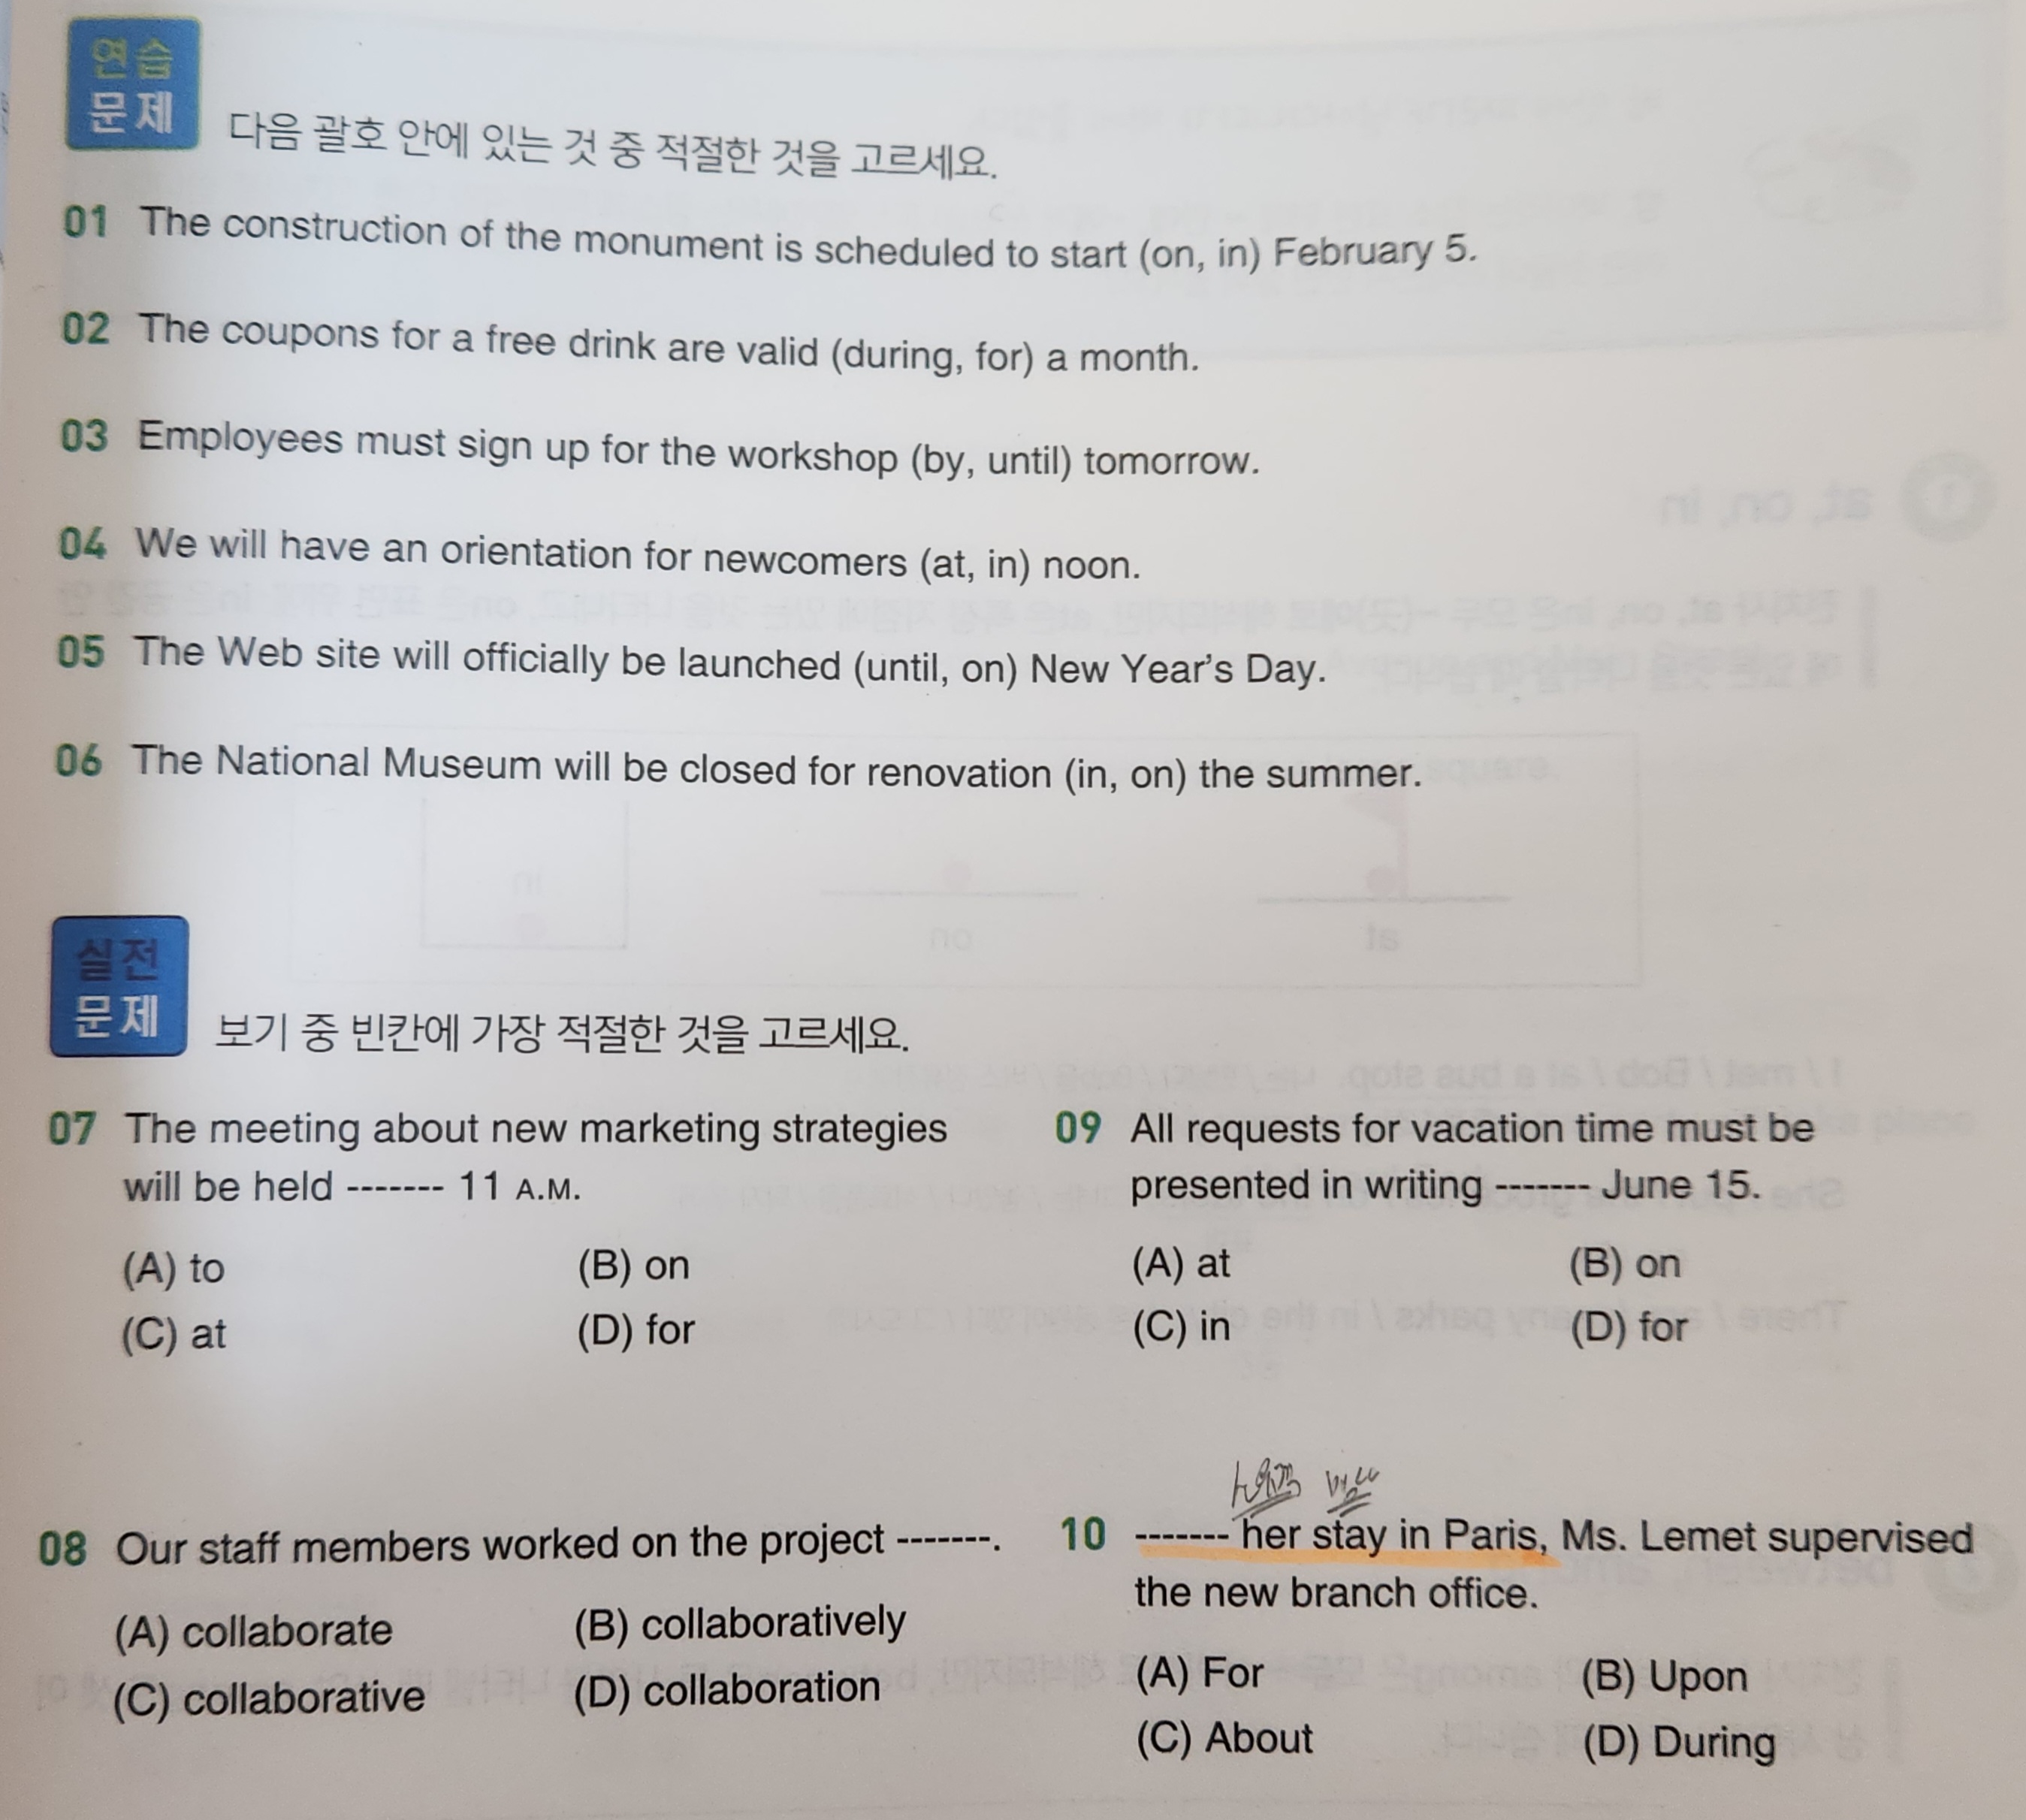 연습
문제
다음 괄호 안에 있는 것 중 적절한 것을 고르세요.
01 The construction of the monument is scheduled to start (on, in) February 5.
02 The coupons for a free drink are valid (during, for) a month.
03 Employees must sign up for the workshop (by, until) tomorrow.
04 We will have an orientation for newcomers (at, in) noon.
05 The Web site will officially be launched (until, on) New Year's Day.
06 The National Museum will be closed for renovation (in, on) the summer.
실전
문제
보기 중 빈칸에 가장 적절한 것을 고르세요.
07 The meeting about new marketing strategies
will be held ------- 11 A.M.
(A) to (B) on
(C) at (D) for
08 Our staff members worked on the project -------.
(A) collaborate (B) collaboratively
(C) collaborative (D) collaboration
09 All requests for vacation time must be
presented in writing ------- June 15.
(A) at (B) on
(C) in (D) for
10 ------- her stay in Paris, Ms. Lemet supervised
the new branch office.
(A) For (B) Upon
(C) About (D) During